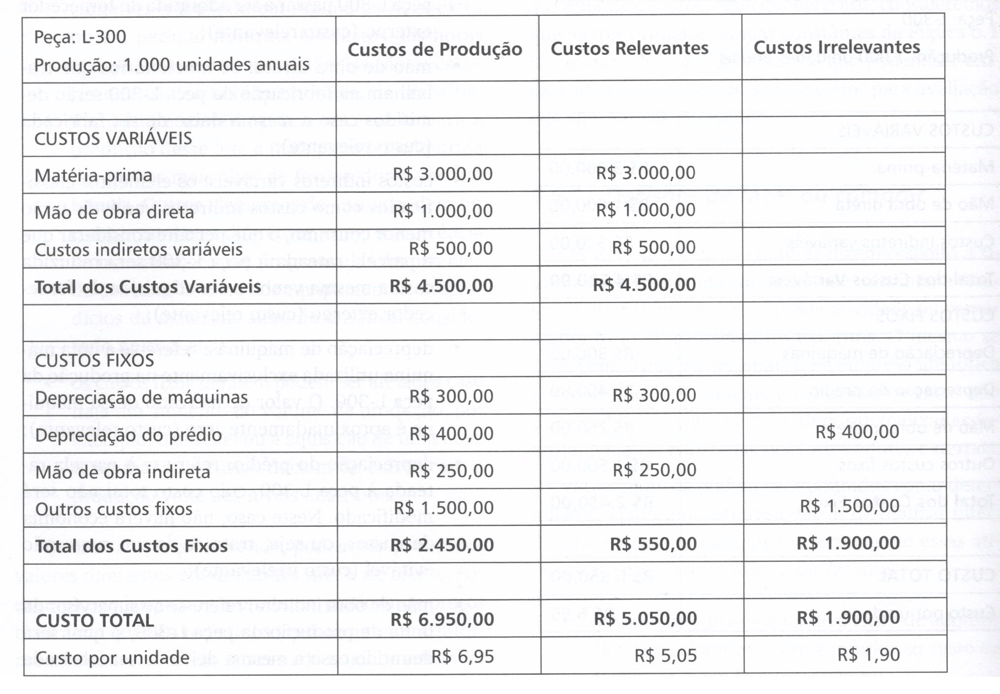 Peça: L-300
Produção: 1.000 unidades anuais
Custos de Produção Custos Relevantes Custos Irrelevantes
CUSTOS VARIÁVEIS
Matéria-prima R$ 3.000,00 R$ 3.000,00
Mão de obra direta R$ 1.000,00 R$ 1.000,00
Custos indiretos variáveis R$ 500,00 R$ 500,00
Total dos Custos Variáveis R$ 4.500,00 R$ 4.500,00
CUSTOS FIXOS
Depreciação de máquinas R$ 300,00 R$ 300,00
Depreciação do prédio R$ 400,00 R$ 400,00
Mão de obra indireta R$ 250,00 R$ 250,00
Outros custos fixos R$ 1.500,00 R$ 1.500,00
Total dos Custos Fixos R$ 2.450,00 R$ 550,00 R$ 1.900,00
CUSTO TOTAL R$ 6.950,00 R$ 5.050,00 R$ 1.900,00
Custo por unidade R$ 6,95 R$ 5,05 R$ 1,90